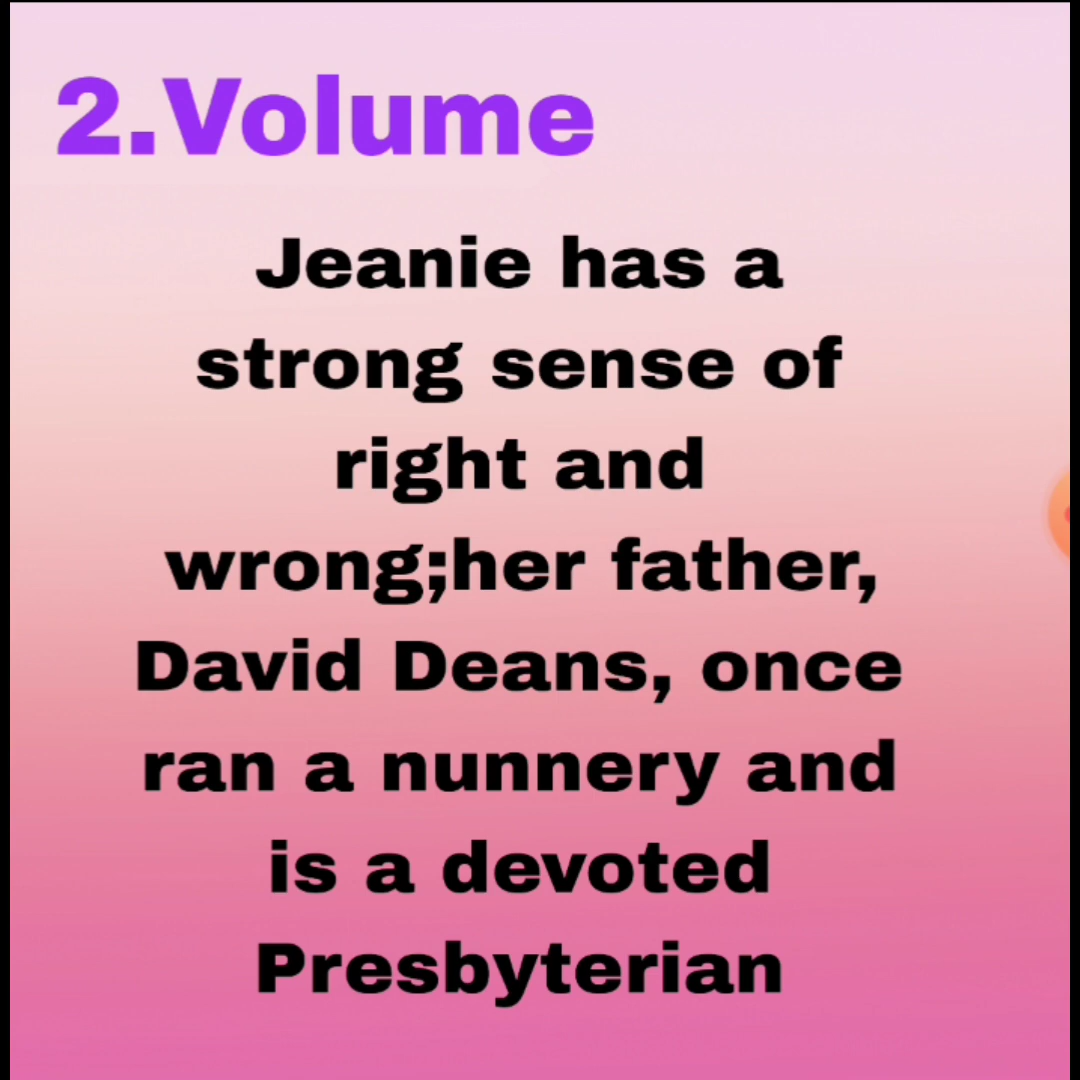 2.Volume
Jeanie has a
strong sense of
right and
wrong;her father,
David Deans, once
ran a nunnery and
is a devoted
Presbyterian